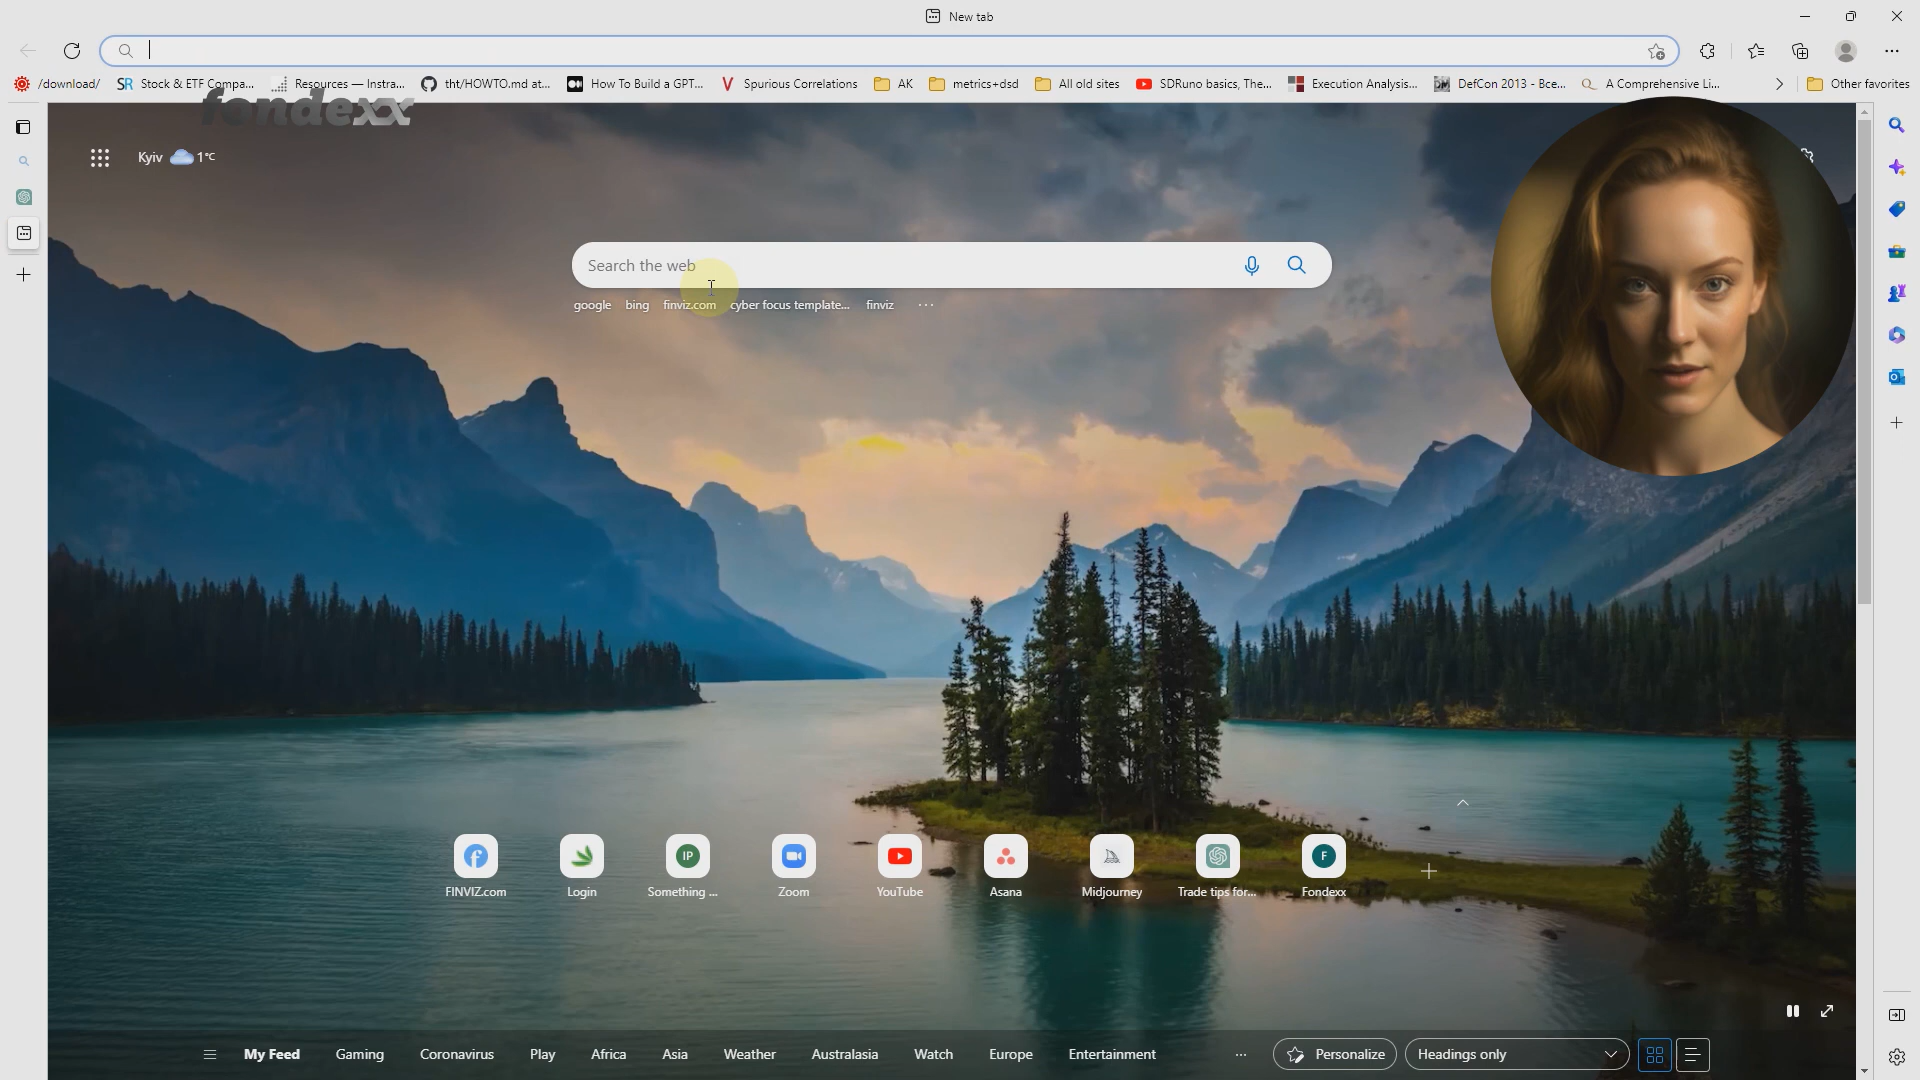 New tab
/download/
SR Stock & ETF Compa...
Resources — Instra...
tht/HOWTO.md at...
How To Build a GPT...
Spurious Correlations
AK
metrics+dsd
All old sites
SDRuno basics, The...
Execution Analysis...
DefCon 2013 - Все...
A Comprehensive Li...
Other favorites
fondexx
Kyiv 1°C
Search the web
google bing finviz.com cyber focus template... finviz ...
FINVIZ.com
Login
IP
Something ...
Zoom
YouTube
Asana
Midjourney
Trade tips for...
F
Fondexx
My Feed Gaming Coronavirus Play Africa Asia Weather Australasia Watch Europe Entertainment ... Personalize Headings only